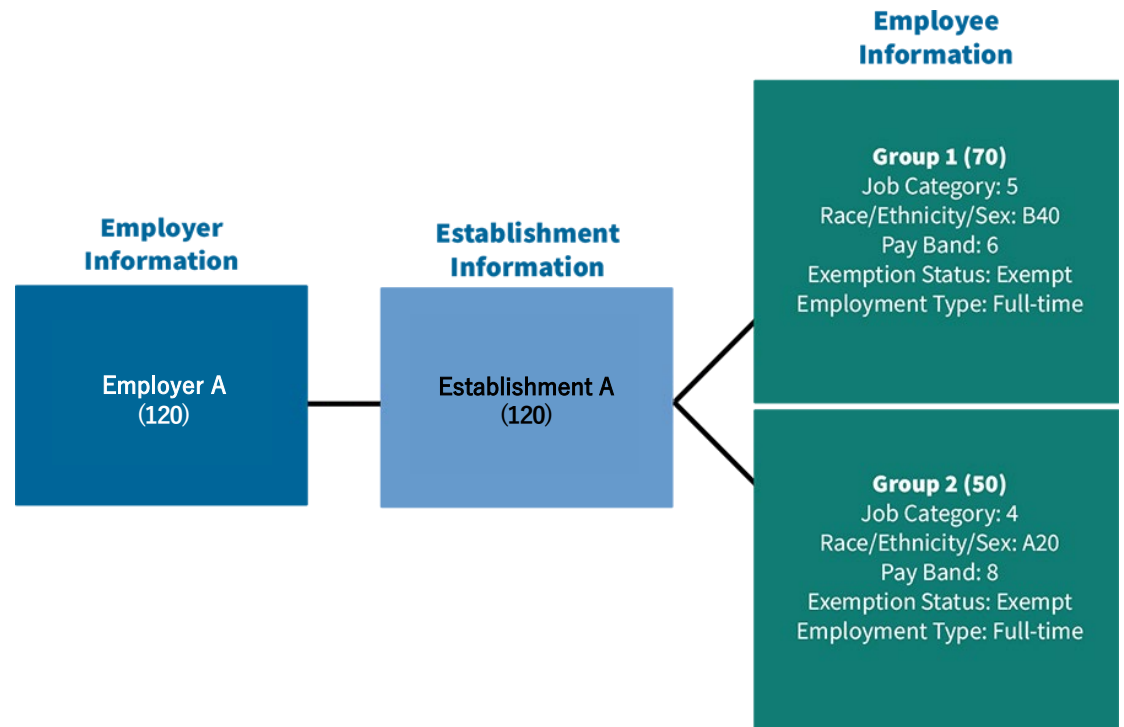 Employer
Information
Employer A
(120)
Establishment
Information
Establishment A
(120)
Employee
Information
Group 1 (70)
Job Category: 5
Race/Ethnicity/Sex: B40
Pay Band: 6
Exemption Status: Exempt
Employment Type: Full-time
Group 2 (50)
Job Category: 4
Race/Ethnicity/Sex: A20
Pay Band: 8
Exemption Status: Exempt
Employment Type: Full-time